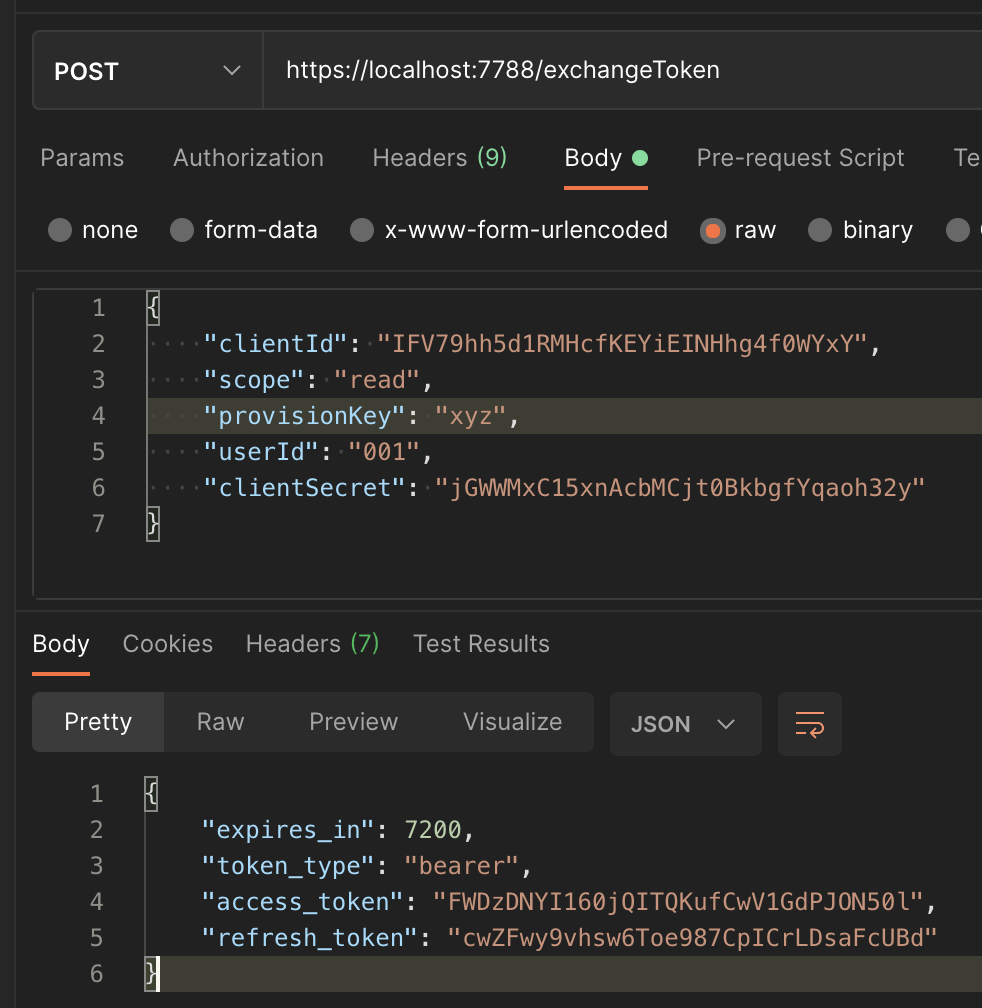 POST https://localhost:7788/exchangeToken
Params Authorization Headers (9) Body Pre-request Script Te
none form-data x-www-form-urlencoded raw binary
1 {
2 "clientId": "IFV79hh5d1RMHcfKEYiEINHhg4f0WYxY",
3 "scope": "read",
4 "provisionKey": "xyz",
5 "userId": "001",
6 "clientSecret": "jGWWMxC15xnAcbMCjt0BkbgfYqaoh32y"
7 }
Body Cookies Headers (7) Test Results
Pretty Raw Preview Visualize JSON
1 {
2 "expires_in": 7200,
3 "token_type": "bearer",
4 "access_token": "FWDzDNYI160jQITQKufCwV1GdPJON50l",
5 "refresh_token": "cwZFwy9vhsw6Toe987CpICrLDsaFcUBd"
6 }